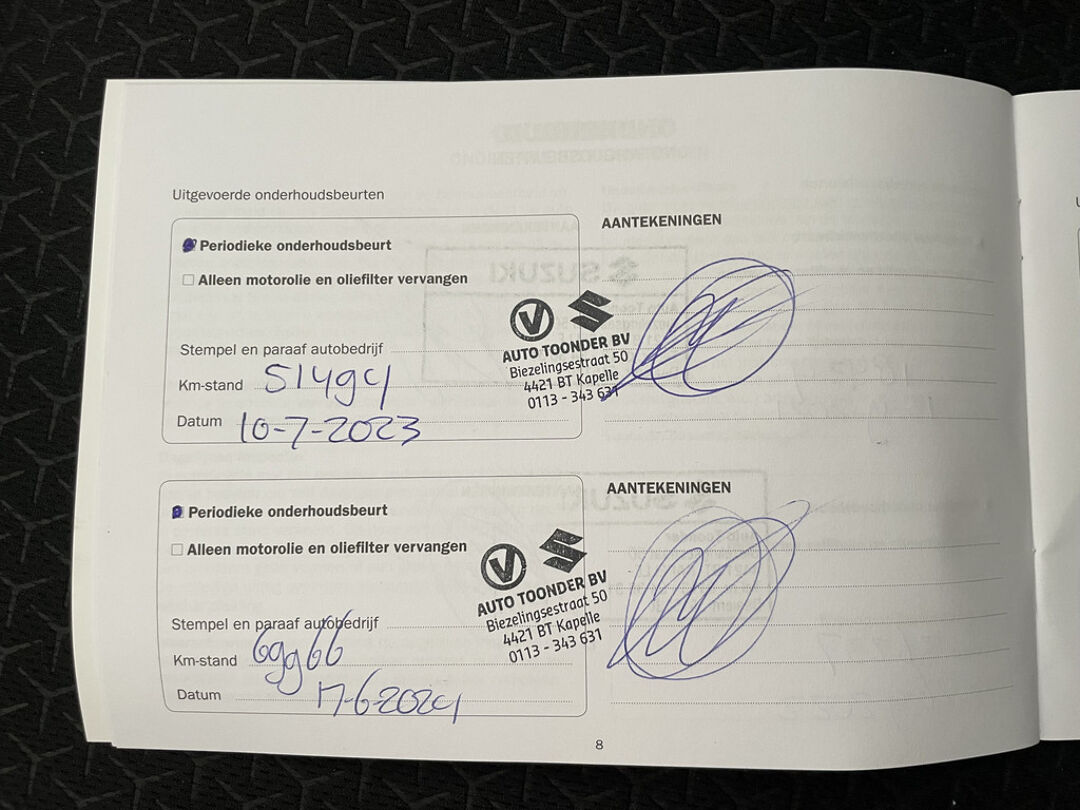 Uitgevoerde onderhoudsbeurten
Periodieke onderhoudsbeurt
Alleen motorolie en oliefilter vervangen
Stempel en paraaf autobedrijf
Km-stand 51494
Datum 10-7-2023
AUTO TOONDER BV
Biezelingsestraat 50
4421 BT Kapelle
0113 - 343 631
AANTEKENINGEN
Periodieke onderhoudsbeurt
Alleen motorolie en oliefilter vervangen
Stempel en paraaf autobedrijf
Km-stand 69966
Datum 17-6-2024
AUTO TOONDER BV
Biezelingsestraat 50
4421 BT Kapelle
0113 - 343 631
AANTEKENINGEN
8